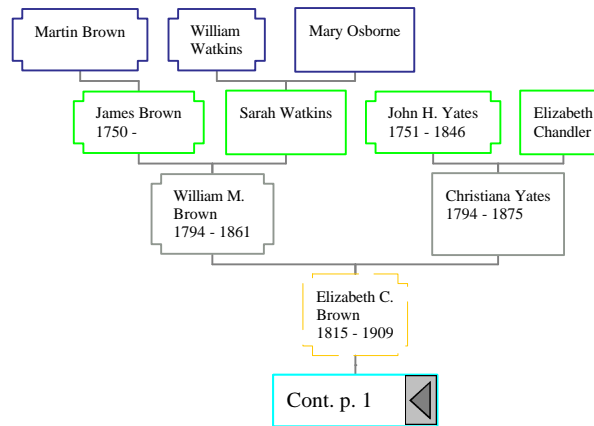 Martin Brown
William
Watkins
Mary Osborne
James Brown
1750 -
Sarah Watkins
John H. Yates
1751 - 1846
Elizabeth
Chandler
William M.
Brown
1794 - 1861
Christiana Yates
1794 - 1875
Elizabeth C.
Brown
1815 - 1909
Cont. p. 1